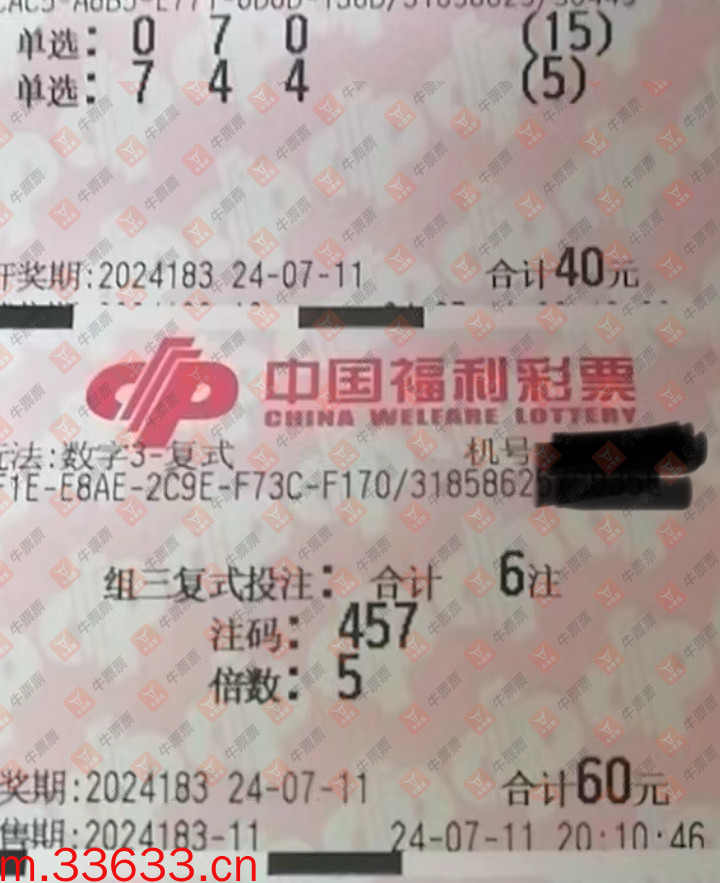 单选: 0 7 0 (15)
单选: 7 4 4 (5)
开奖期:2024183 24-07-11 合计40元
中国福利彩票
CHINA WELFARE LOTTERY
玩法:数字3-复式 机号
F1E-E8AE-2C9E-F73C-F170/3185862
组三复式投注: 合计 6注
注码: 457
倍数: 5
奖期:2024183 24-07-11 合计60元
售期:2024183-11 24-07-11 20:10:46
m.33633.cn
牛票票